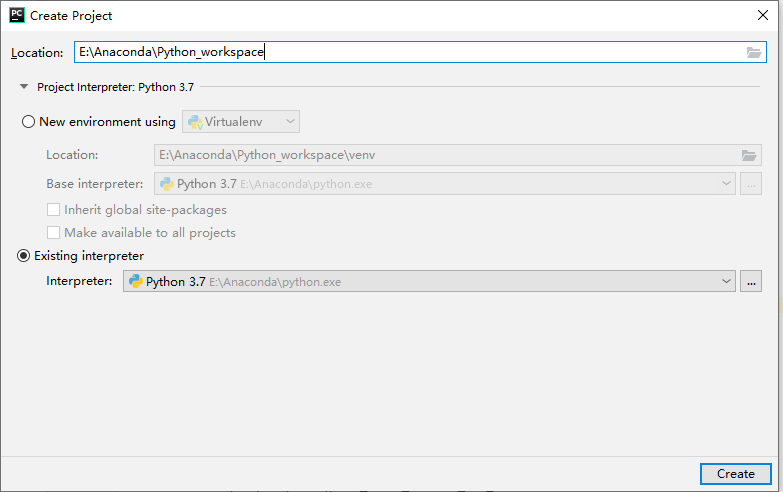 PC Create Project
Location: E:\Anaconda\Python_workspace
Project Interpreter: Python 3.7
New environment using Virtualenv
Location: E:\Anaconda\Python_workspace\venv
Base interpreter: Python 3.7 E:\Anaconda\python.exe ...
Inherit global site-packages
Make available to all projects
Existing interpreter
Interpreter: Python 3.7 E:\Anaconda\python.exe ...
Create